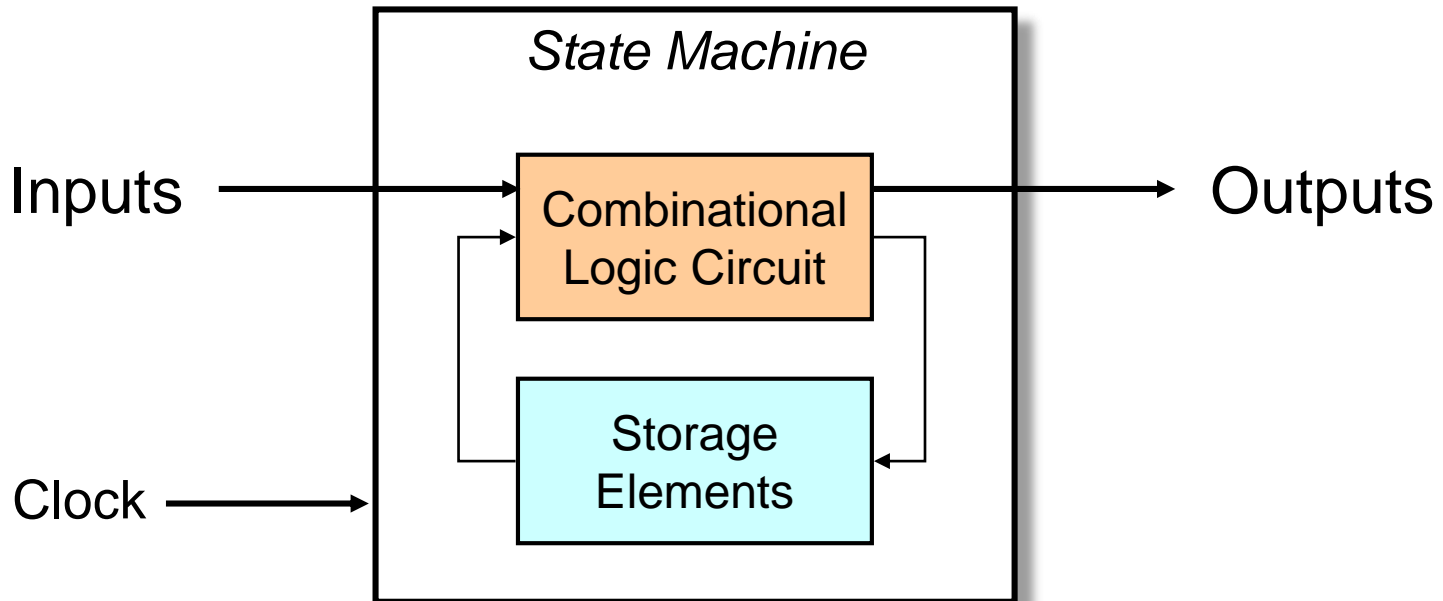 State Machine
Inputs
Combinational
Logic Circuit
Outputs
Storage
Elements
Clock